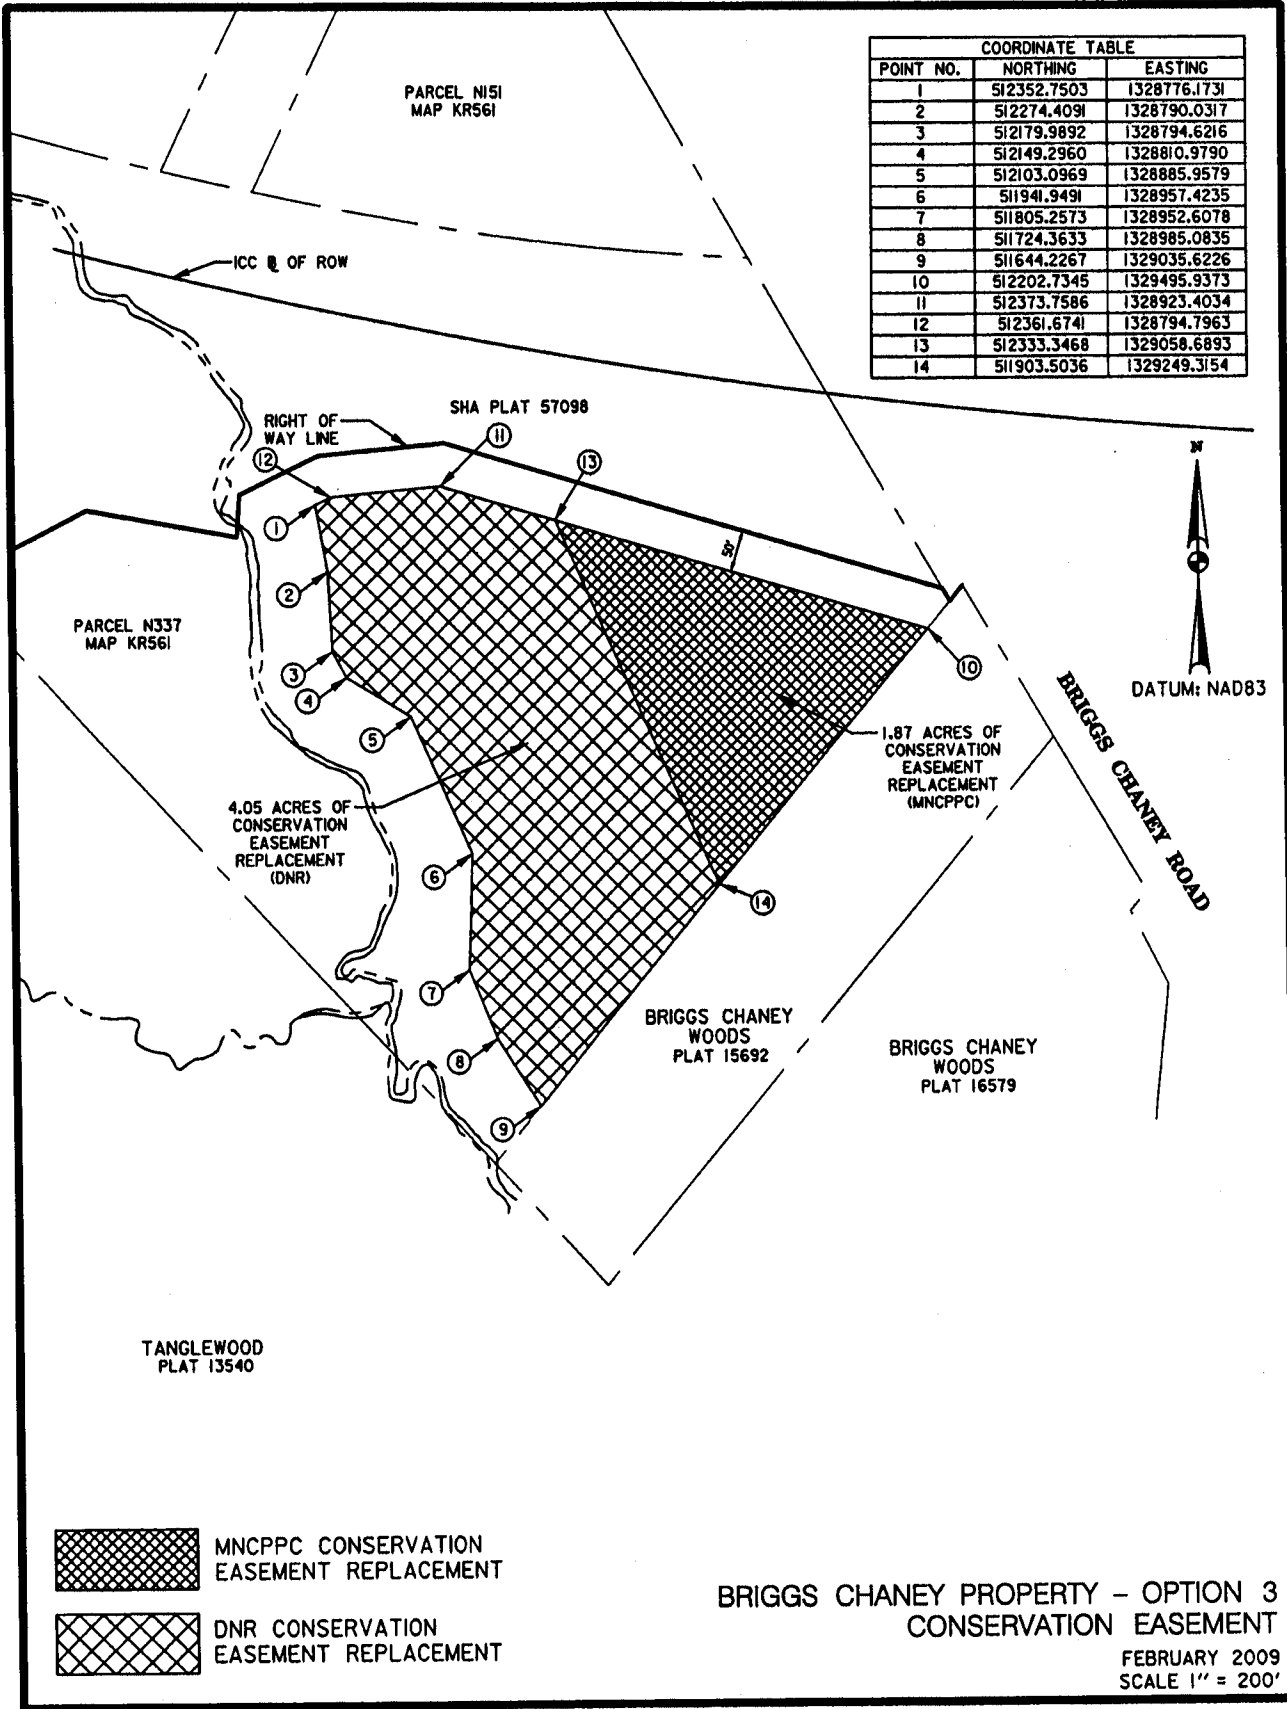 PARCEL N151
MAP KR561
COORDINATE TABLE
POINT NO. NORTHING EASTING
1 512352.7503 1328776.1731
2 512274.4091 1328790.0317
3 512179.9892 1328794.6216
4 512149.2960 1328810.9790
5 512103.0969 1328885.9579
6 511941.9491 1328957.4235
7 511805.2573 1328952.6078
8 511724.3633 1328985.0835
9 511644.2267 1329035.6226
10 512202.7345 1329495.9373
11 512373.7586 1328923.4034
12 512361.6741 1328794.7963
13 512333.3468 1329058.6893
14 511903.5036 1329249.3154
ICC ℄ OF ROW
SHA PLAT 57098
RIGHT OF
WAY LINE
11
12
13
1
N
50'
2
PARCEL N337
MAP KR561
3
10
4
DATUM: NAD83
5
BRIGGS CHANEY ROAD
1.87 ACRES OF
CONSERVATION
EASEMENT
REPLACEMENT
(MNCPPC)
4.05 ACRES OF
CONSERVATION
EASEMENT
REPLACEMENT
(DNR)
6
14
7
BRIGGS CHANEY
WOODS
PLAT 15692
8
BRIGGS CHANEY
WOODS
PLAT 16579
9
TANGLEWOOD
PLAT 13540
MNCPPC CONSERVATION
EASEMENT REPLACEMENT
DNR CONSERVATION
EASEMENT REPLACEMENT
BRIGGS CHANEY PROPERTY - OPTION 3
CONSERVATION EASEMENT
FEBRUARY 2009
SCALE 1" = 200'